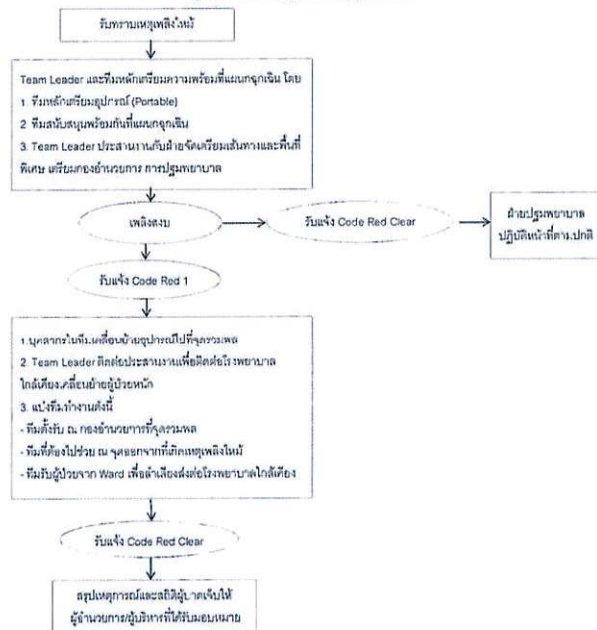 รับทราบเหตุเพลิงไหม้
Team Leader และทีมหลักเตรียมความพร้อมที่แผนกฉุกเฉิน โดย
1. ทีมหลักเตรียมอุปกรณ์ (Portable)
2 ทีมสนับสนุนพร้อมกันที่แผนกฉุกเฉิน
3. Team Leader ประสานงานกับฝ่ายจัดเตรียมเส้นทางและพื้นที่
พิเศษ เตรียมกองอำนวยการ การปฐมพยาบาล
เพลิงสงบ
รับแจ้ง Code Red Clear
ฝ่ายปฐมพยาบาล
ปฏิบัติหน้าที่ตามปกติ
รับแจ้ง Code Red 1
1.บุคลากรในทีมเคลื่อนย้ายอุปกรณ์ไปที่จุดรวมพล
2. Team Leader ติดต่อประสานงานเพื่อติดต่อโรงพยาบาล
ใกล้เคียงเคลื่อนย้ายผู้ป่วยหนัก
3. แบ่งทีมทำงานดังนี้
- ทีมตั้งรับ ณ กองอำนวยการที่จุดรวมพล
- ทีมที่ต้องไปช่วย ณ จุดออกจากที่เกิดเหตุเพลิงไหม้
- ทีมรับผู้ป่วยจาก Ward เพื่อลำเลียงส่งต่อโรงพยาบาลใกล้เคียง
รับแจ้ง Code Red Clear
สรุปเหตุการณ์และสถิติผู้บาดเจ็บให้
ผู้อำนวยการ/ผู้บริหารที่ได้รับมอบหมาย